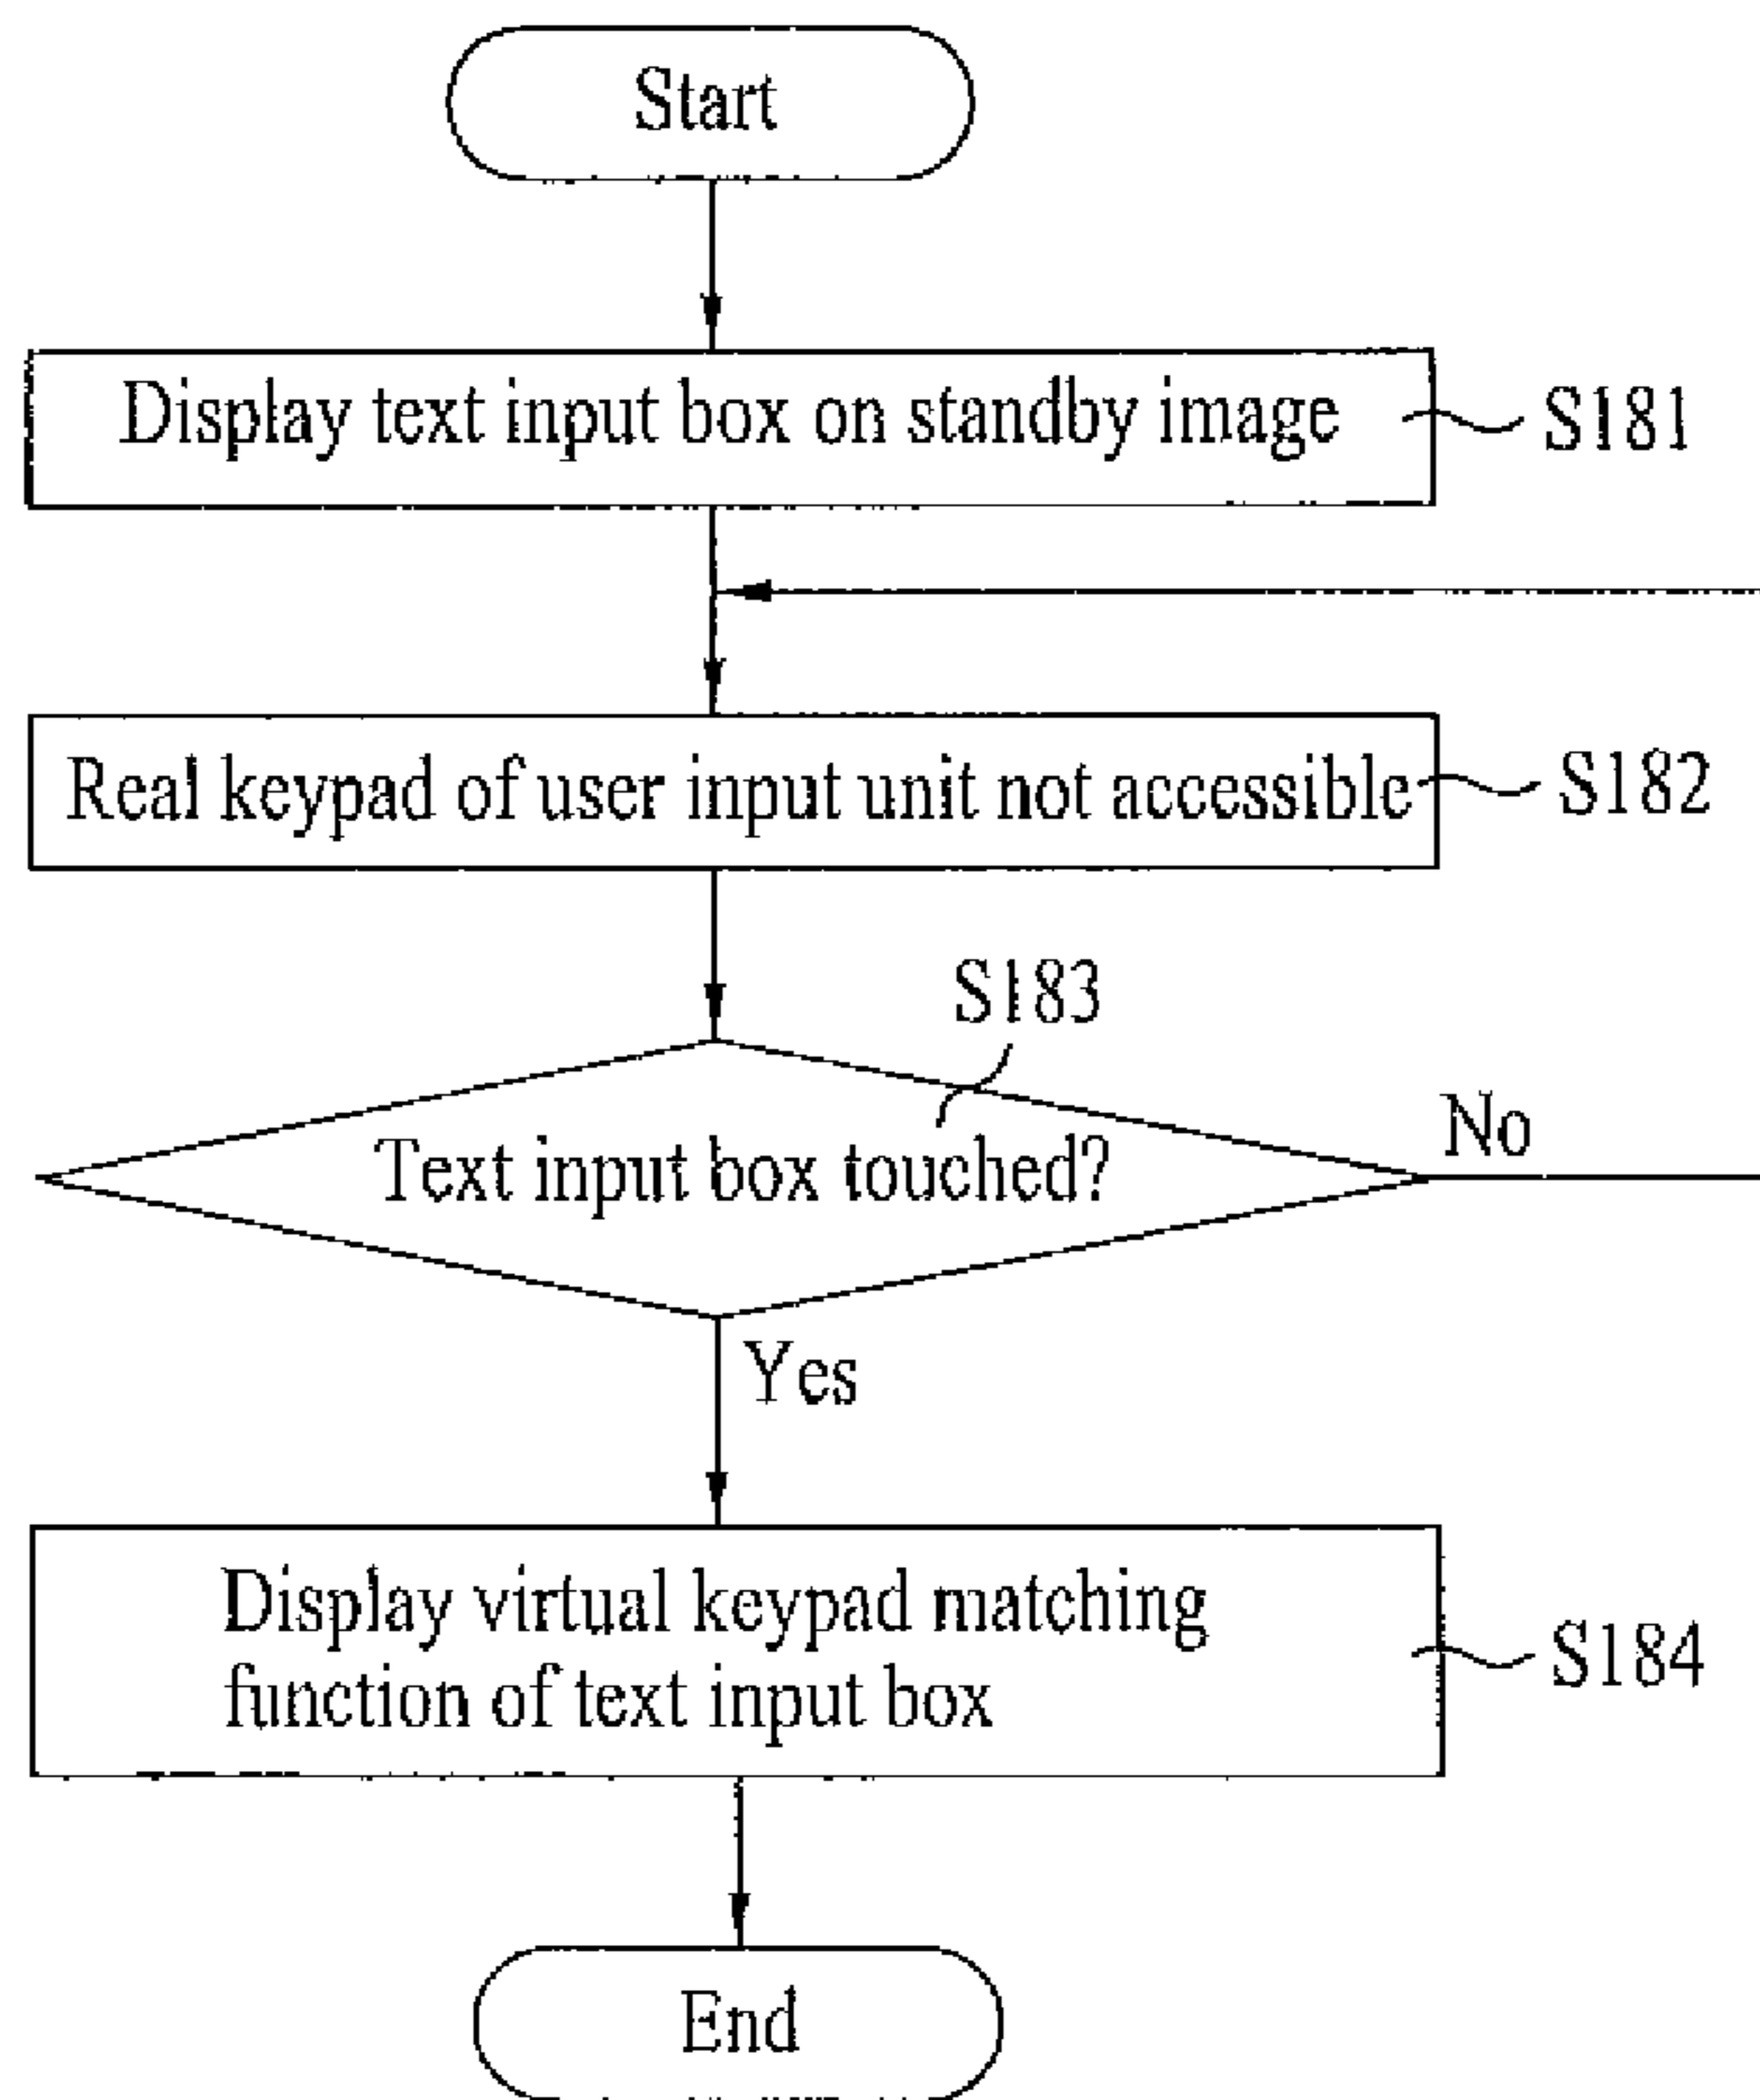 Start
Display text input box on standby image
S181
Real keypad of user input unit not accessible
S182
S183
Text input box touched?
No
Yes
Display virtual keypad matching
function of text input box
S184
End